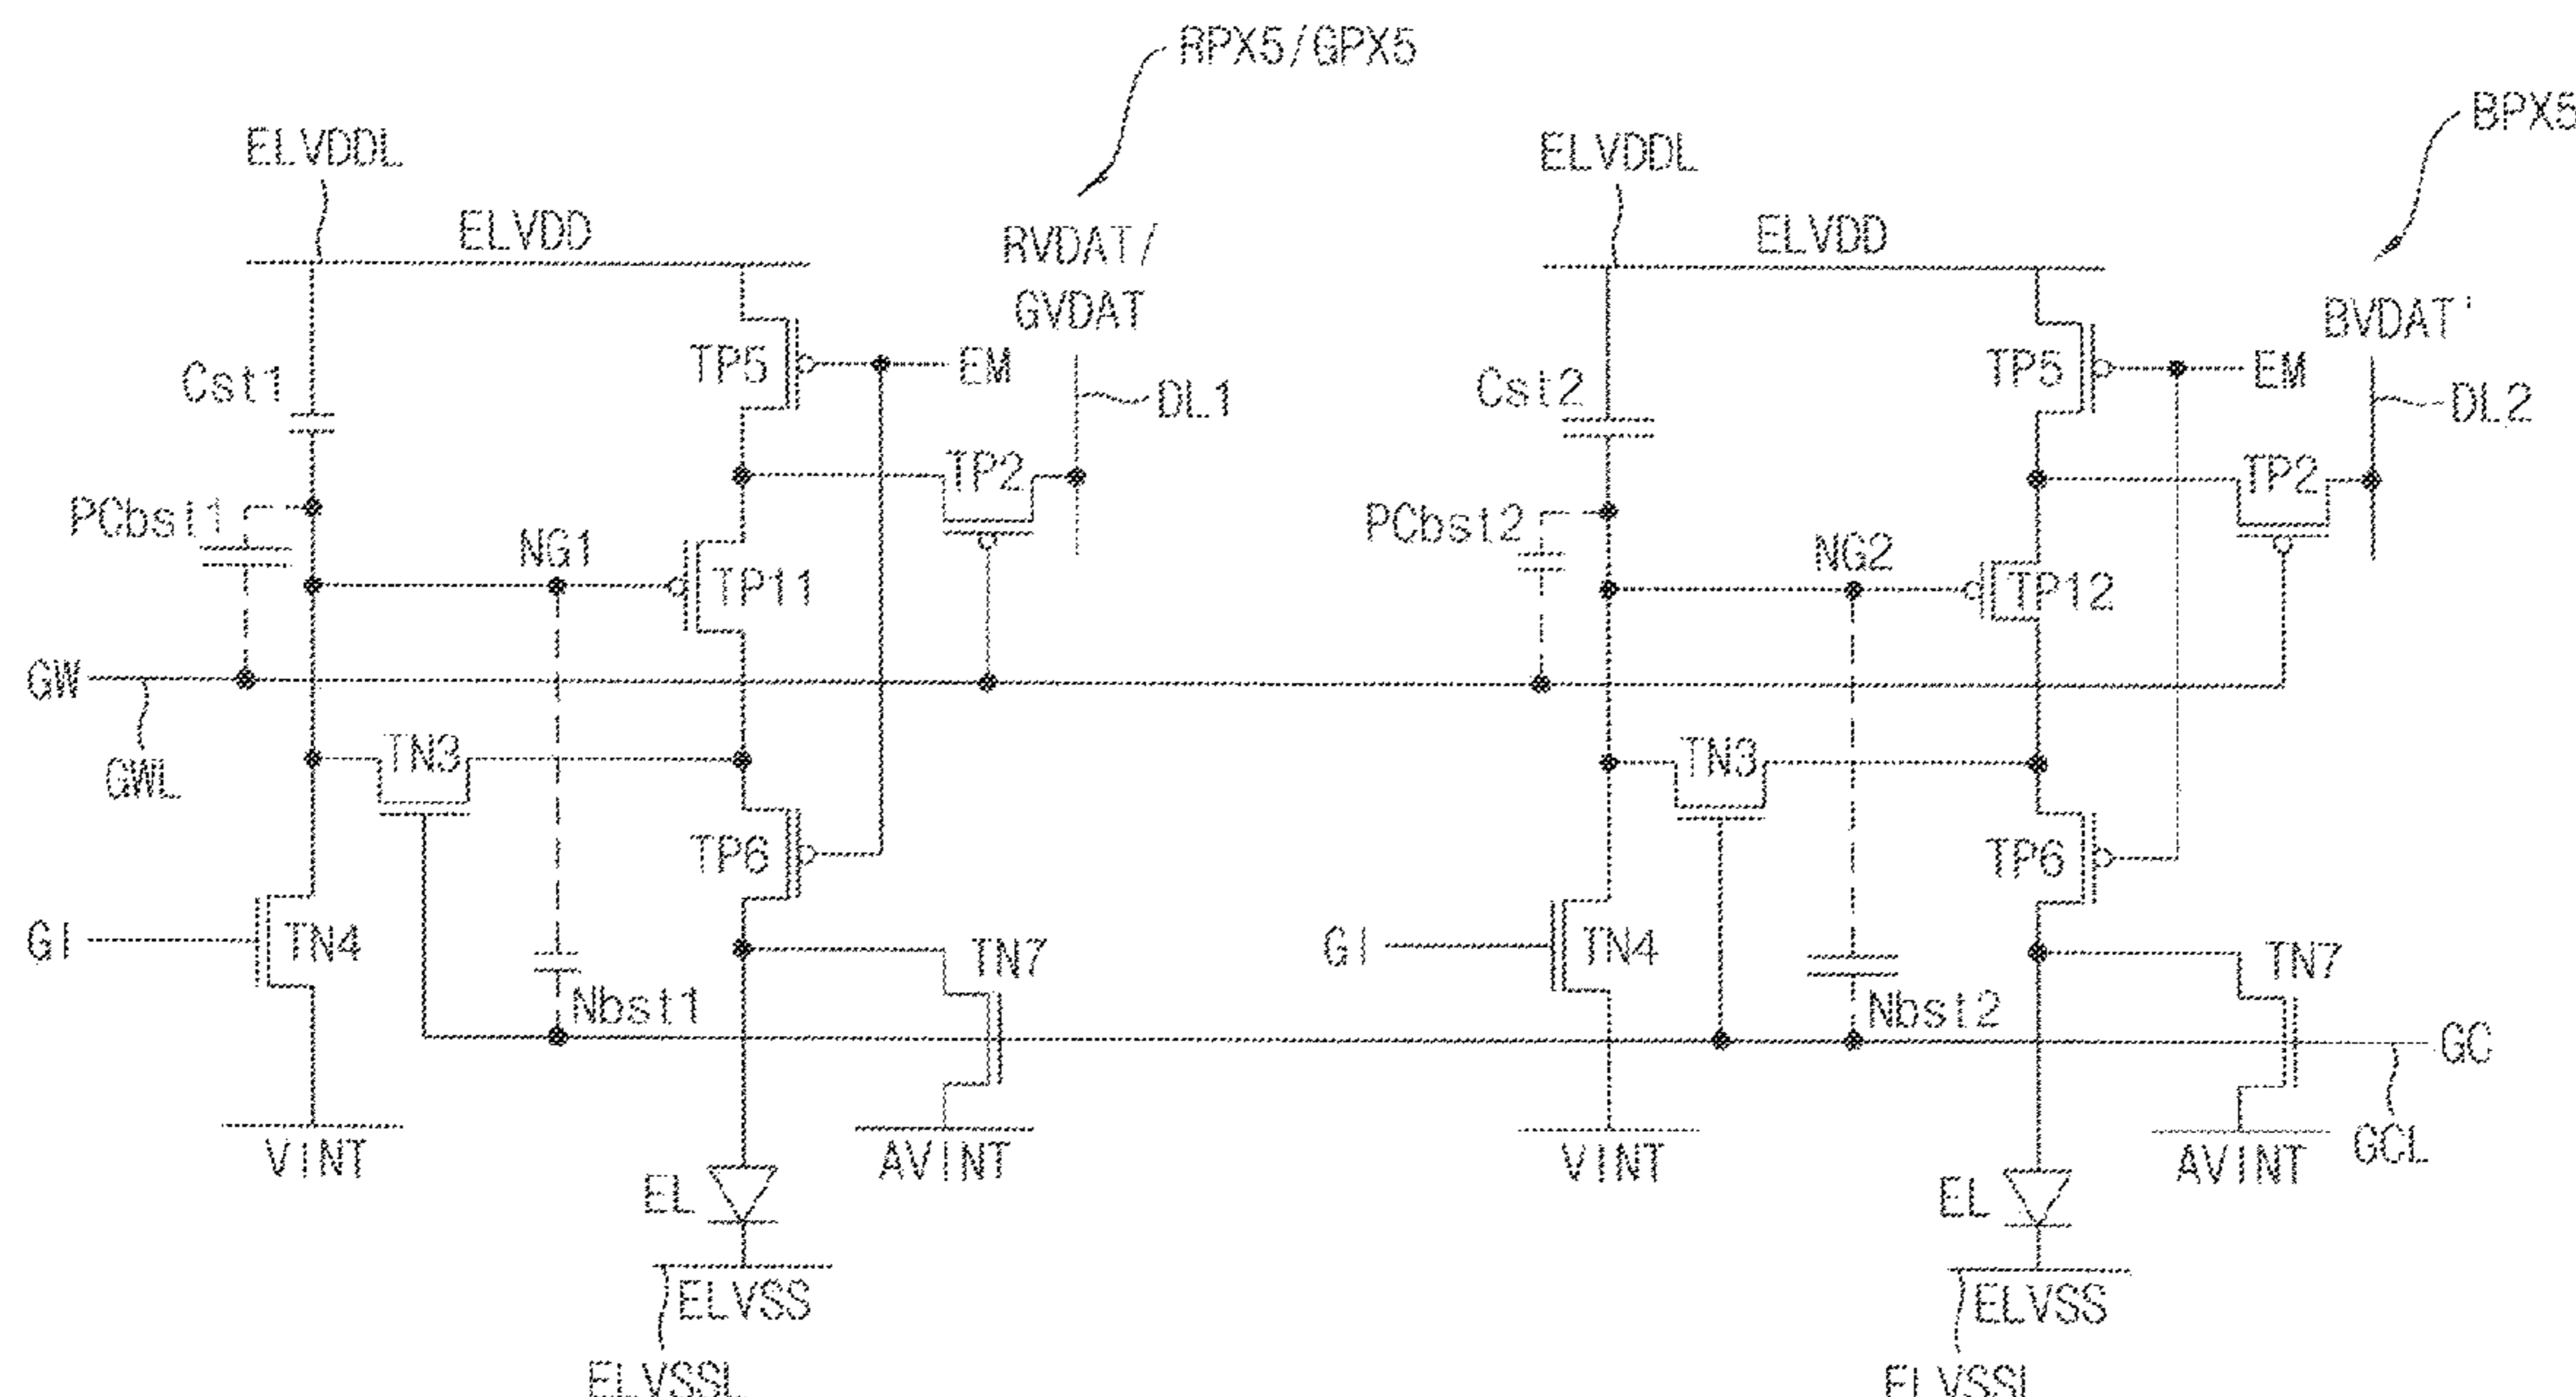 RPX5/GPX5
BPX5
ELVDDL
ELVDD
RVDAT/
GVDAT
ELVDDL
ELVDD
BVDAT'
TP5
EM
DL1
Cst1
TP2
PCbst1
NG1
TP11
GW
GWL
TN3
TP6
GI
TN4
TN7
Nbst1
VINT
AVINT
EL
ELVSS
ELVSSL
TP5
EM
DL2
Cst2
TP2
PCbst2
NG2
TP12
TN3
TP6
GI
TN4
TN7
Nbst2
GC
GCL
VINT
AVINT
EL
ELVSS
ELVSSL